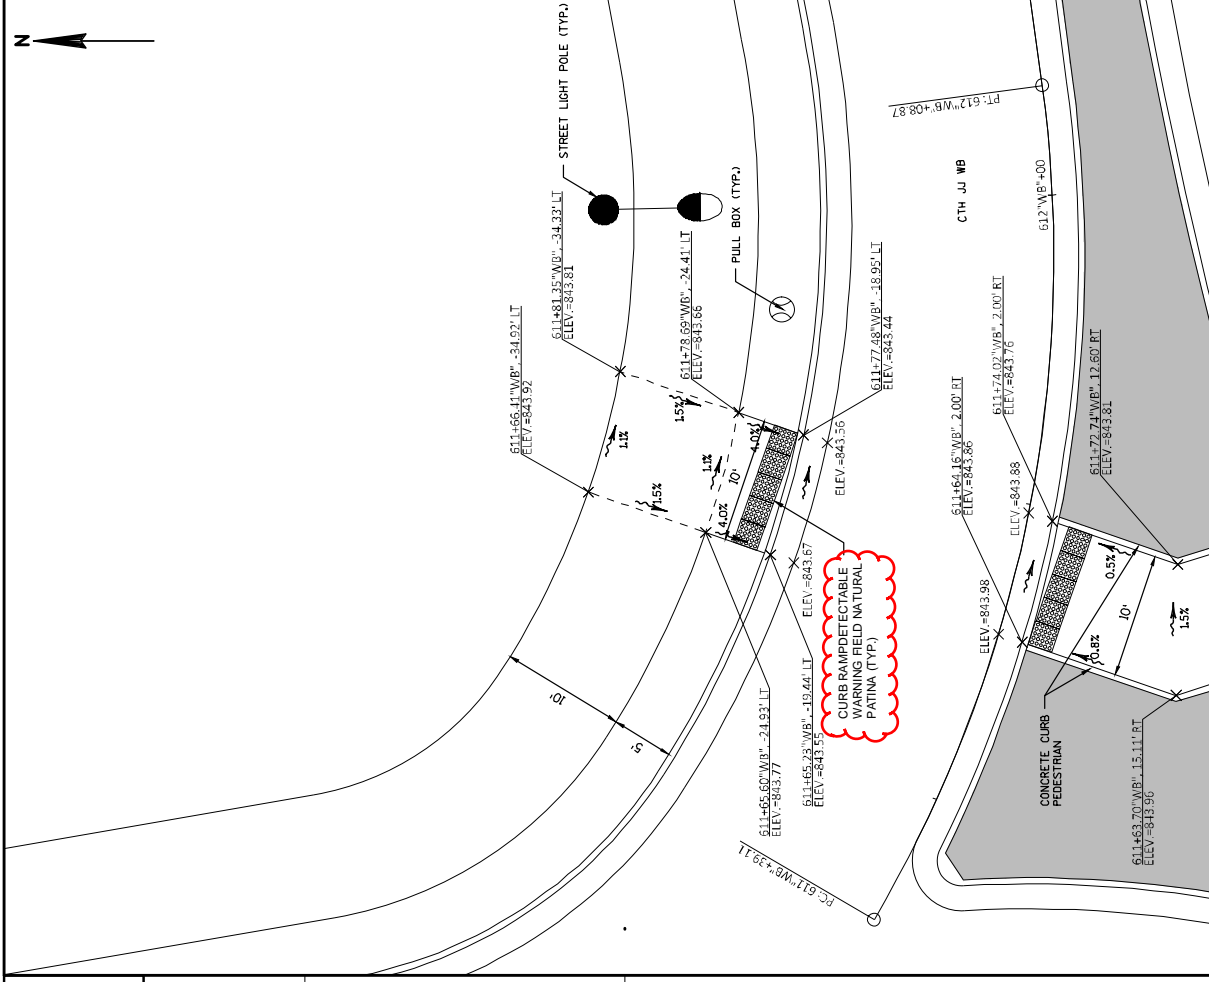 N
STREET LIGHT POLE (TYP.)
PT: 612"WB"+08.87
CTH JJ WB
612"WB"+00
PULL BOX (TYP.)
611+81.35"WB", -34.33' LT
ELEV.=843.81
611+78.69"WB", -24.41' LT
ELEV.=843.66
611+66.41"WB", -34.92' LT
ELEV.=843.92
611+77.48"WB", -18.95' LT
ELEV.=843.44
611+74.02"WB", 2.00' RT
ELEV.=843.76
611+64.16"WB", 2.00' RT
ELEV.=843.86
611+72.74"WB", 12.60' RT
ELEV.=843.81
1.1%
1.5%
1.1%
1.5%
4.0%
4.0%
10'
ELEV.=843.56
ELEV.=843.67
ELEV.=843.88
ELEV.=843.98
CURB RAMPDETECTABLE
WARNING FIELD NATURAL
PATINA (TYP.)
0.5%
0.8%
10'
1.5%
10'
5'
611+65.60"WB", -24.93' LT
ELEV.=843.77
611+65.23"WB", -19.44' LT
ELEV.=843.55
CONCRETE CURB
PEDESTRIAN
611+63.70"WB", 15.11' RT
ELEV.=843.96
PC: 611"WB"+39.11